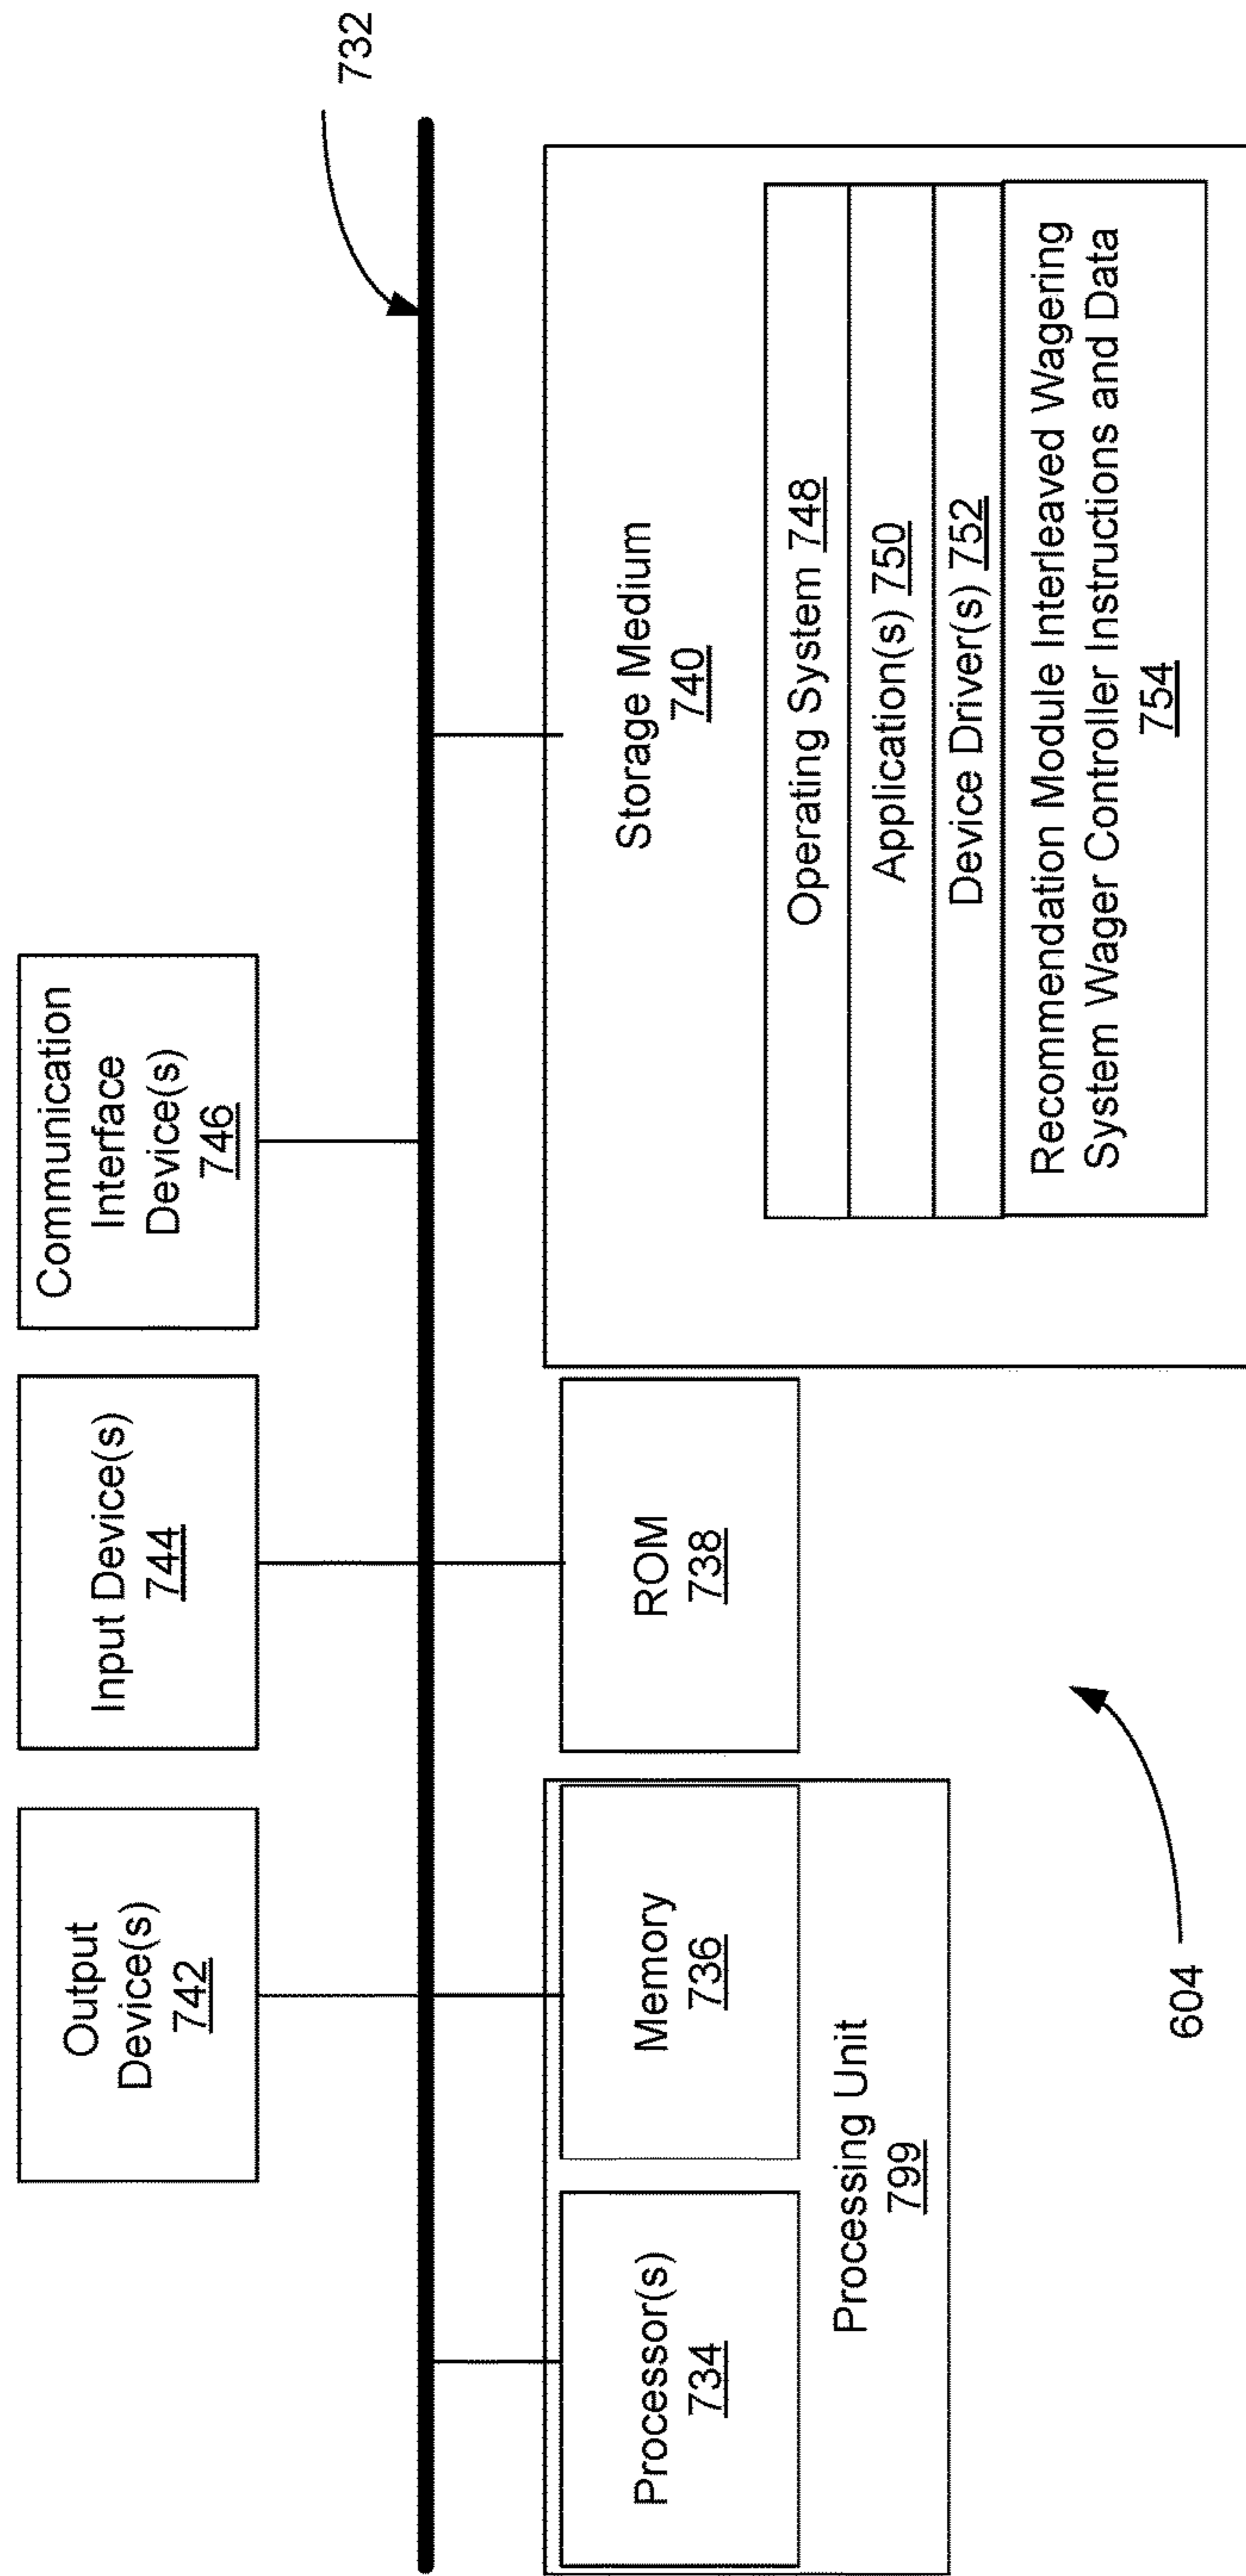 732
Output
Device(s)
742
Input Device(s)
744
Communication
Interface
Device(s)
746
Processor(s)
734
Memory
736
Processing Unit
799
ROM
738
Storage Medium
740
Operating System 748
Application(s) 750
Device Driver(s) 752
Recommendation Module Interleaved Wagering
System Wager Controller Instructions and Data
754
604